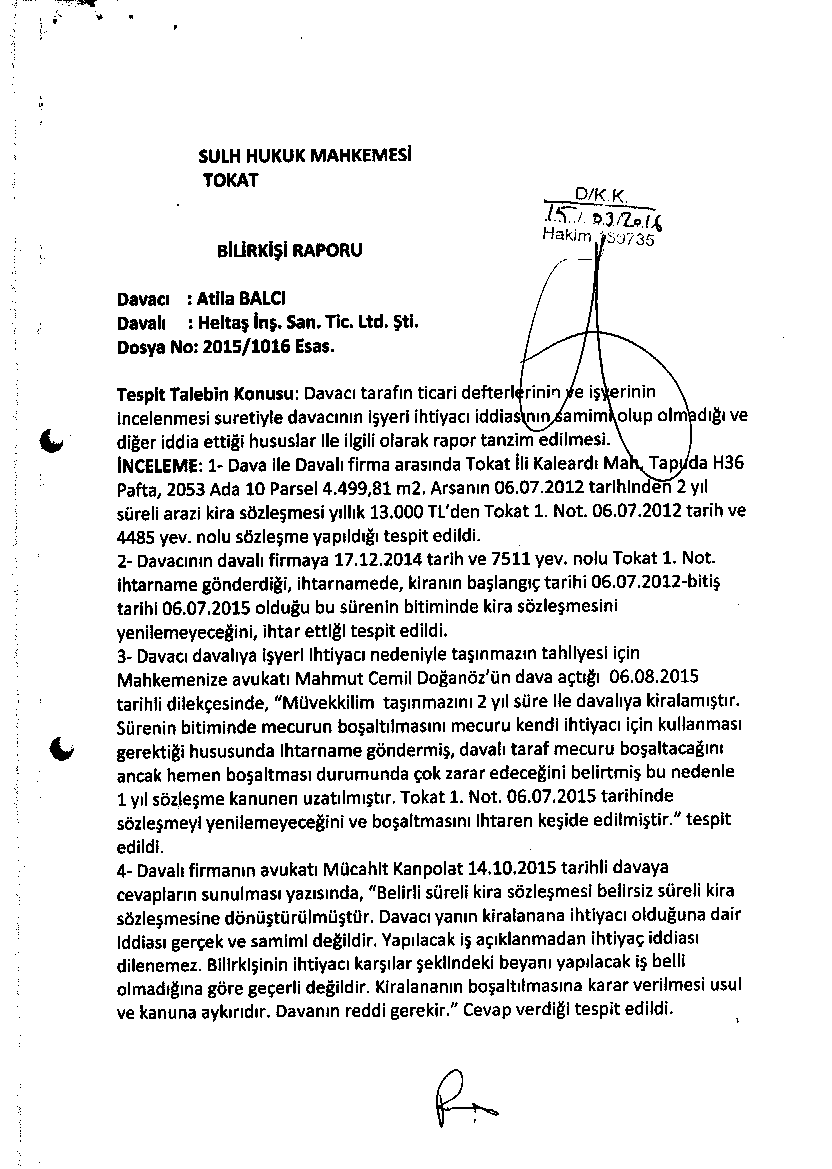 SULH HUKUK MAHKEMESİ
TOKAT
D/K.K.
15/03/2016
Hakim
BİLİRKİŞİ RAPORU
Davacı : Atila BALCI
Davalı : Heltaş İnş. San. Tic. Ltd. Şti.
Dosya No: 2015/1016 Esas.
Tespit Talebin Konusu: Davacı tarafın ticari defterlerinin ve işyerinin
incelenmesi suretiyle davacının işyeri ihtiyacı iddiasının samimi olup olmadığı ve
diğer iddia ettiği hususlar ile ilgili olarak rapor tanzim edilmesi.
İNCELEME: 1- Dava ile Davalı firma arasında Tokat İli Kaleardı Mah. Tapuda H36
Pafta, 2053 Ada 10 Parsel 4.499,81 m2. Arsanın 06.07.2012 tarihinden 2 yıl
süreli arazi kira sözleşmesi yıllık 13.000 TL'den Tokat 1. Not. 06.07.2012 tarih ve
4485 yev. nolu sözleşme yapıldığı tespit edildi.
2- Davacının davalı firmaya 17.12.2014 tarih ve 7511 yev. nolu Tokat 1. Not.
ihtarname gönderdiği, ihtarnamede, kiranın başlangıç tarihi 06.07.2012-bitiş
tarihi 06.07.2015 olduğu bu sürenin bitiminde kira sözleşmesini
yenilemeyeceğini, ihtar ettiği tespit edildi.
3- Davacı davalıya işyeri ihtiyacı nedeniyle taşınmazın tahliyesi için
Mahkemenize avukatı Mahmut Cemil Doğanöz'ün dava açtığı 06.08.2015
tarihli dilekçesinde, "Müvekkilim taşınmazını 2 yıl süre ile davalıya kiralamıştır.
Sürenin bitiminde mecurun boşaltılmasını mecuru kendi ihtiyacı için kullanması
gerektiği hususunda ihtarname göndermiş, davalı taraf mecuru boşaltacağını
ancak hemen boşaltması durumunda çok zarar edeceğini belirtmiş bu nedenle
1 yıl sözleşme kanunen uzatılmıştır. Tokat 1. Not. 06.07.2015 tarihinde
sözleşmeyi yenilemeyeceğini ve boşaltmasını ihtaren keşide edilmiştir." tespit
edildi.
4- Davalı firmanın avukatı Mücahit Kanpolat 14.10.2015 tarihli davaya
cevapların sunulması yazısında, "Belirli süreli kira sözleşmesi belirsiz süreli kira
sözleşmesine dönüştürülmüştür. Davacı yanın kiralanana ihtiyacı olduğuna dair
iddiası gerçek ve samimi değildir. Yapılacak iş açıklanmadan ihtiyaç iddiası
dilenemez. Bilirkişinin ihtiyacı karşılar şeklindeki beyanı yapılacak iş belli
olmadığına göre geçerli değildir. Kiralananın boşaltılmasına karar verilmesi usul
ve kanuna aykırıdır. Davanın reddi gerekir." Cevap verdiği tespit edildi.